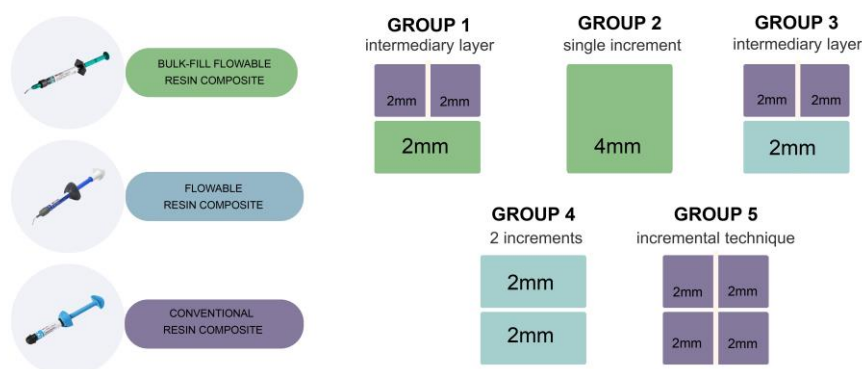 BULK-FILL FLOWABLE
RESIN COMPOSITE
FLOWABLE
RESIN COMPOSITE
CONVENTIONAL
RESIN COMPOSITE
GROUP 1
intermediary layer
2mm 2mm
2mm
GROUP 2
single increment
4mm
GROUP 3
intermediary layer
2mm 2mm
2mm
GROUP 4
2 increments
2mm
2mm
GROUP 5
incremental technique
2mm 2mm
2mm 2mm